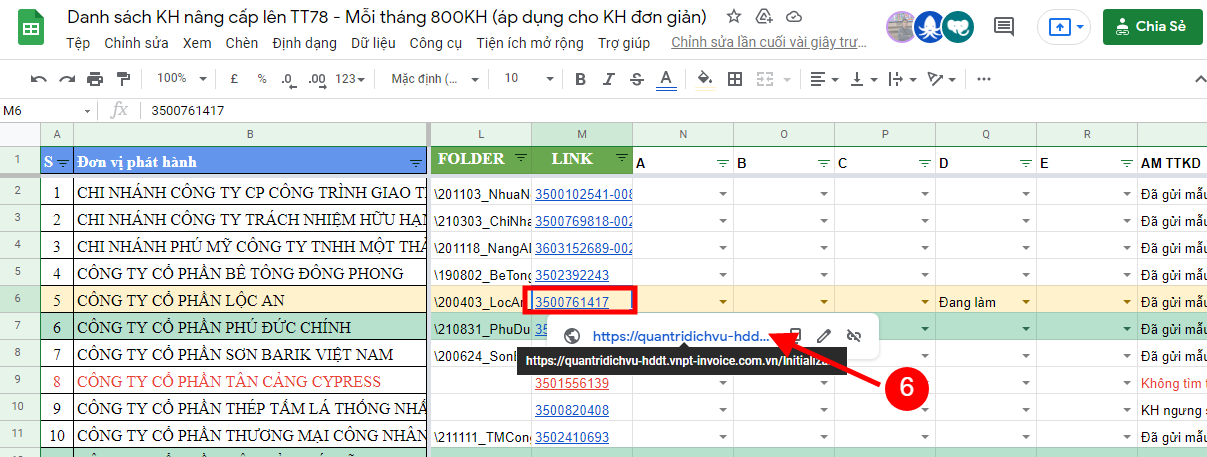 Danh sách KH nâng cấp lên TT78 - Mỗi tháng 800KH (áp dụng cho KH đơn giản)
Tệp Chỉnh sửa Xem Chèn Định dạng Dữ liệu Công cụ Tiện ích mở rộng Trợ giúp Chỉnh sửa lần cuối vài giây trư...
Chia Sẻ
100% £ % .0 .00 123 Mặc định (... 10 B I S A
M6 fx 3500761417
A B L M N O P Q R
1 S Đơn vị phát hành FOLDER LINK A B C D E AM TTKD
2 1 CHI NHÁNH CÔNG TY CP CÔNG TRÌNH GIAO T \201103_NhuaN 3500102541-008 Đã gửi mẫu
3 2 CHI NHÁNH CÔNG TY TRÁCH NHIỆM HỮU HẠN \210303_ChiNha 3500769818-002 Đã gửi mẫu
4 3 CHI NHÁNH PHÚ MỸ CÔNG TY TNHH MỘT THÀ \201118_NangA 3603152689-002 Đã gửi mẫu
5 4 CÔNG TY CỔ PHẦN BÊ TÔNG ĐÔNG PHONG \190802_BeTong 3502392243 Đã gửi mẫu
6 5 CÔNG TY CỔ PHẦN LỘC AN \200403_LocAn 3500761417 Đang làm Đã gửi mẫu
7 6 CÔNG TY CỔ PHẦN PHÚ ĐỨC CHÍNH \210831_PhuDu 35 Đã gửi mẫu
https://quantridichvu-hdd...
8 7 CÔNG TY CỔ PHẦN SƠN BARIK VIỆT NAM \200624_SonI Đã gửi mẫu
https://quantridichvu-hddt.vnpt-invoice.com.vn/Initializa
9 8 CÔNG TY CỔ PHẦN TÂN CẢNG CYPRESS 3501556139 Không tìm t
6
10 9 CÔNG TY CỔ PHẦN THÉP TẤM LÁ THỐNG NHẤ 3500820408 KH ngưng s
11 10 CÔNG TY CỔ PHẦN THƯƠNG MẠI CÔNG NHÂN \211111_TMCong 3502410693 Đã gửi mẫu